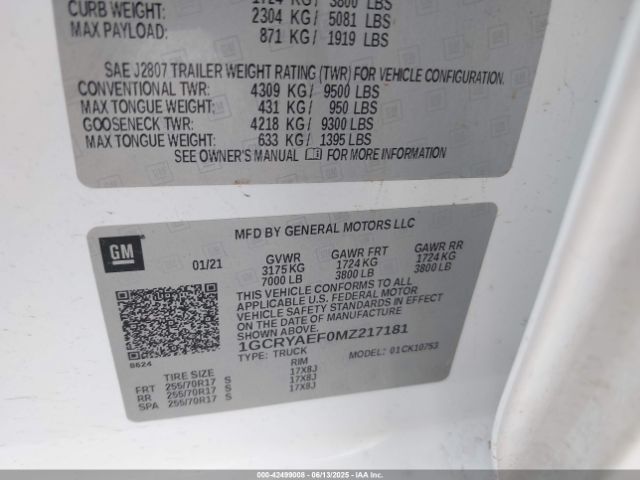 1724 KG/ 3800 LBS
CURB WEIGHT: 2304 KG/ 5081 LBS
MAX PAYLOAD: 871 KG/ 1919 LBS
SAE J2807 TRAILER WEIGHT RATING (TWR) FOR VEHICLE CONFIGURATION.
CONVENTIONAL TWR: 4309 KG/ 9500 LBS
MAX TONGUE WEIGHT: 431 KG/ 950 LBS
GOOSENECK TWR: 4218 KG/ 9300 LBS
MAX TONGUE WEIGHT: 633 KG/ 1395 LBS
SEE OWNER'S MANUAL FOR MORE INFORMATION
GM
MFD BY GENERAL MOTORS LLC
01/21 GVWR GAWR FRT GAWR RR
3175 KG 1724 KG 1724 KG
7000 LB 3800 LB 3800 LB
THIS VEHICLE CONFORMS TO ALL
APPLICABLE U.S. FEDERAL MOTOR
VEHICLE SAFETY STANDARDS IN EFFECT
ON THE DATE OF MANUFACTURE
SHOWN ABOVE.
1GCRYAEF0MZ217181
TYPE: TRUCK MODEL: 01CK10753
8624
TIRE SIZE RIM
FRT 255/70R17 S 17X8J
RR 255/70R17 S 17X8J
SPA 255/70R17 S 17X8J
000-42499008 - 06/13/2025 - COPYRIGHT IAA, LLC